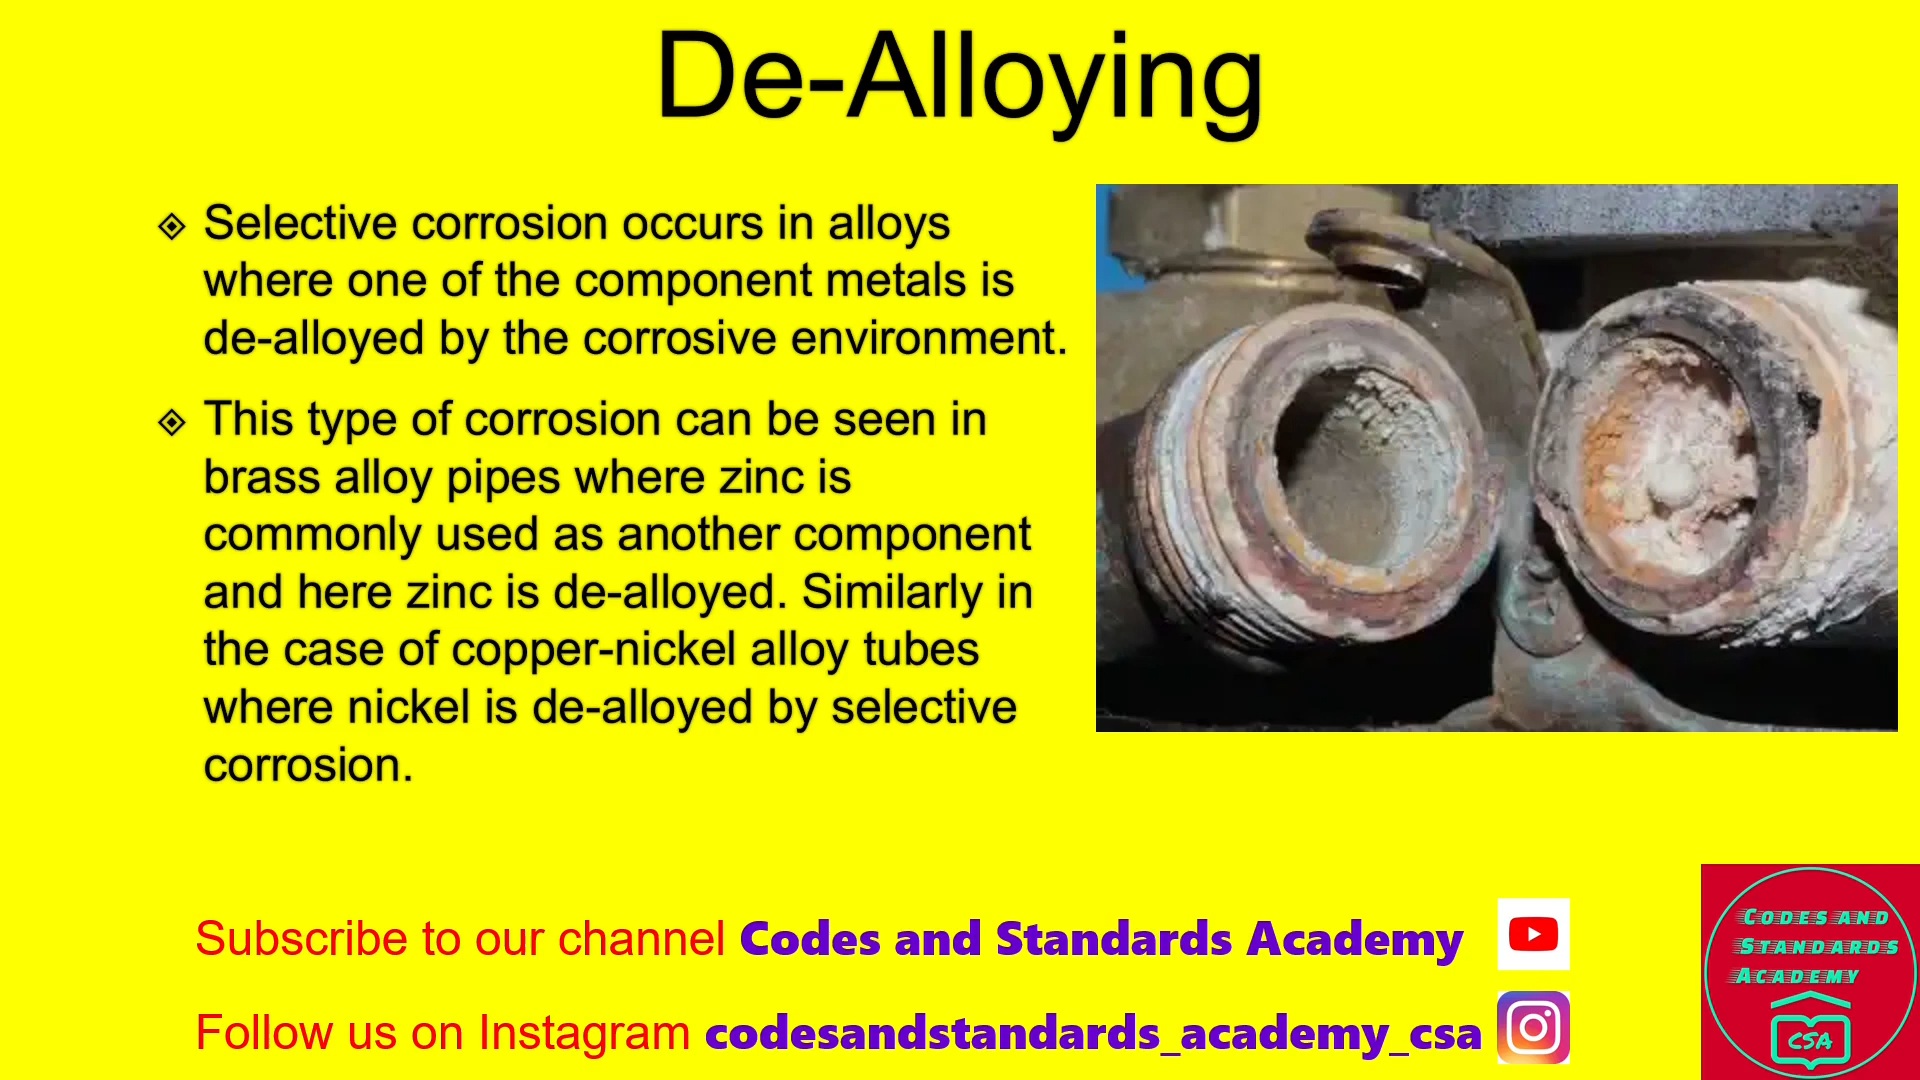 De-Alloying
Selective corrosion occurs in alloys
where one of the component metals is
de-alloyed by the corrosive environment.
This type of corrosion can be seen in
brass alloy pipes where zinc is
commonly used as another component
and here zinc is de-alloyed. Similarly in
the case of copper-nickel alloy tubes
where nickel is de-alloyed by selective
corrosion.
Subscribe to our channel Codes and Standards Academy
Follow us on Instagram codesandstandards_academy_csa
CODES AND
STANDARDS
ACADEMY
CSA